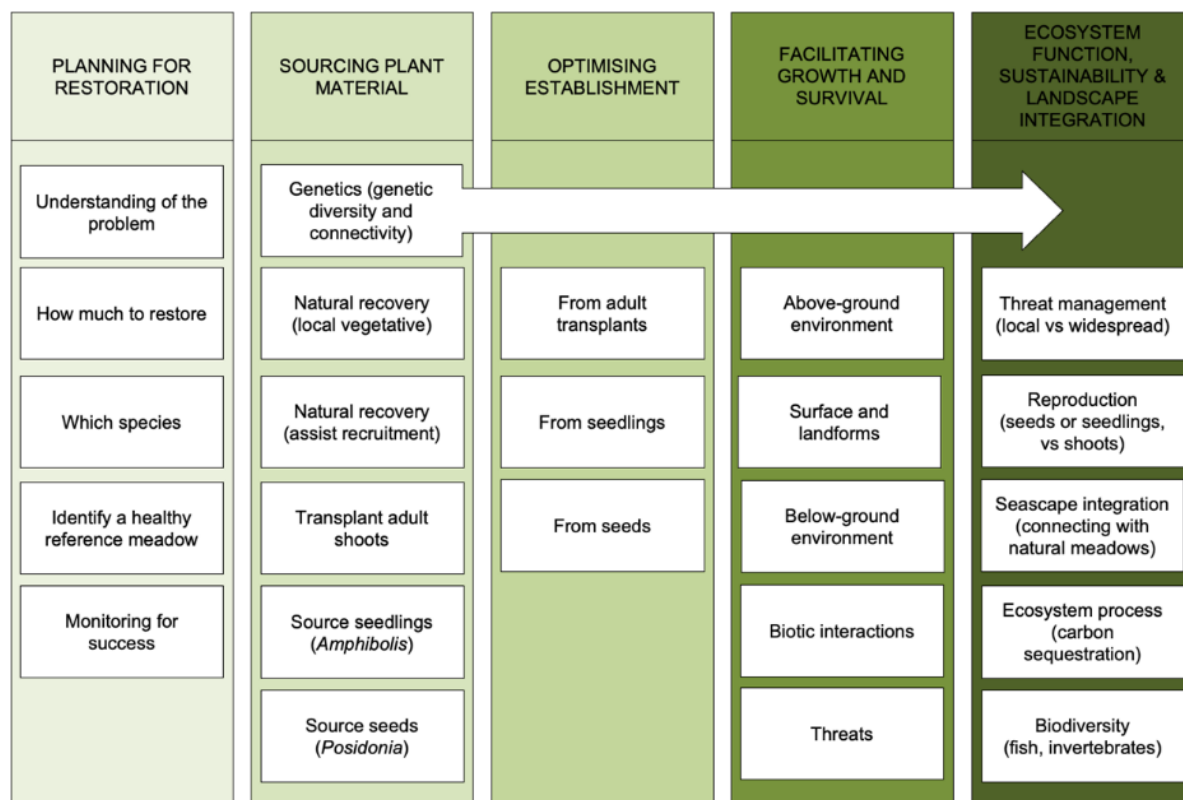 PLANNING FOR
RESTORATION
SOURCING PLANT
MATERIAL
OPTIMISING
ESTABLISHMENT
FACILITATING
GROWTH AND
SURVIVAL
ECOSYSTEM
FUNCTION,
SUSTAINABILITY &
LANDSCAPE
INTEGRATION
Understanding of the
problem
How much to restore
Which species
Identify a healthy
reference meadow
Monitoring for
success
Genetics (genetic
diversity and
connectivity)
Natural recovery
(local vegetative)
Natural recovery
(assist recruitment)
Transplant adult
shoots
Source seedlings
(Amphibolis)
Source seeds
(Posidonia)
From adult
transplants
From seedlings
From seeds
Above-ground
environment
Surface and
landforms
Below-ground
environment
Biotic interactions
Threats
Threat management
(local vs widespread)
Reproduction
(seeds or seedlings,
vs shoots)
Seascape integration
(connecting with
natural meadows)
Ecosystem process
(carbon
sequestration)
Biodiversity
(fish, invertebrates)